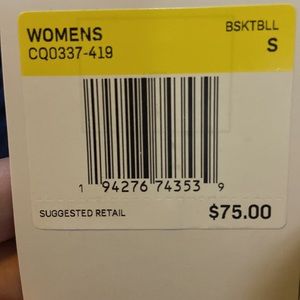 WOMENS BSKTBLL
CQ0337-419 S
1 94276 74353 9
SUGGESTED RETAIL $75.00